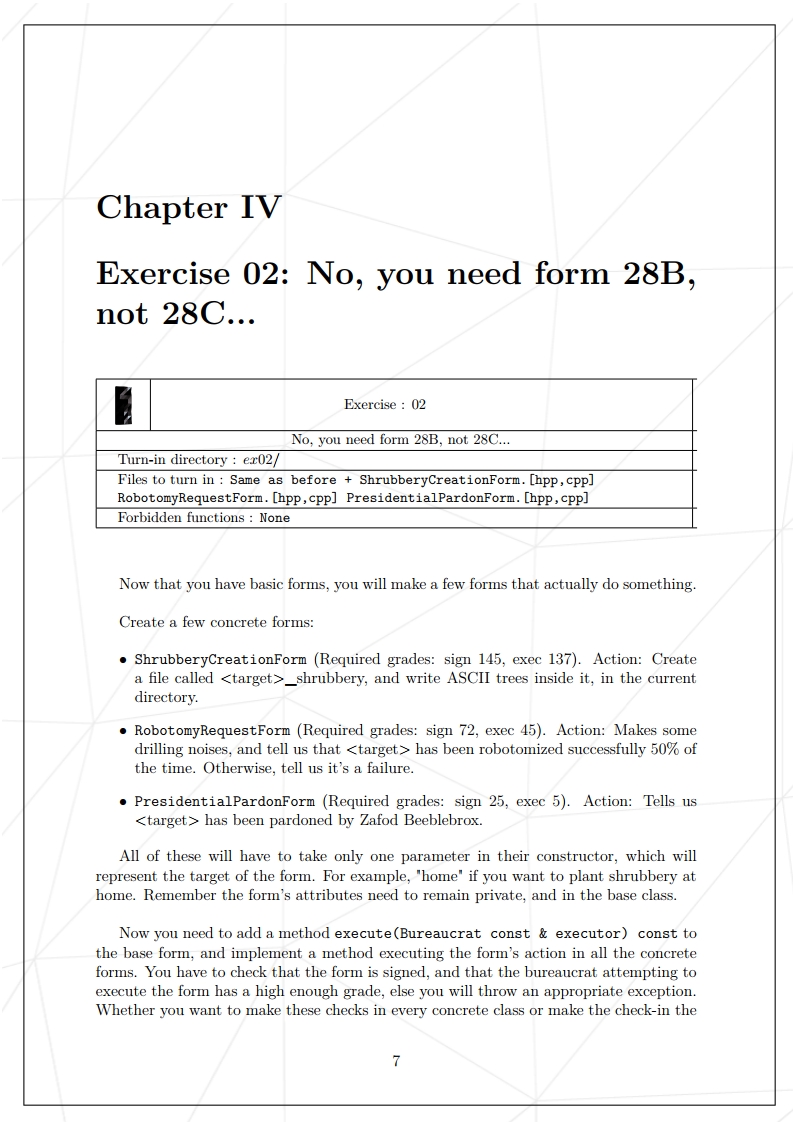 Chapter IV
Exercise 02: No, you need form 28B,
not 28C...
Exercise : 02
No, you need form 28B, not 28C...
Turn-in directory : ex02/
Files to turn in : Same as before + ShrubberyCreationForm.[hpp,cpp]
RobotomyRequestForm.[hpp,cpp] PresidentialPardonForm.[hpp,cpp]
Forbidden functions : None
Now that you have basic forms, you will make a few forms that actually do something.
Create a few concrete forms:
• ShrubberyCreationForm (Required grades: sign 145, exec 137). Action: Create
a file called <target>_shrubbery, and write ASCII trees inside it, in the current
directory.
• RobotomyRequestForm (Required grades: sign 72, exec 45). Action: Makes some
drilling noises, and tell us that <target> has been robotomized successfully 50% of
the time. Otherwise, tell us it's a failure.
• PresidentialPardonForm (Required grades: sign 25, exec 5). Action: Tells us
<target> has been pardoned by Zafod Beeblebrox.
All of these will have to take only one parameter in their constructor, which will
represent the target of the form. For example, "home" if you want to plant shrubbery at
home. Remember the form's attributes need to remain private, and in the base class.
Now you need to add a method execute(Bureaucrat const & executor) const to
the base form, and implement a method executing the form's action in all the concrete
forms. You have to check that the form is signed, and that the bureaucrat attempting to
execute the form has a high enough grade, else you will throw an appropriate exception.
Whether you want to make these checks in every concrete class or make the check-in the
7